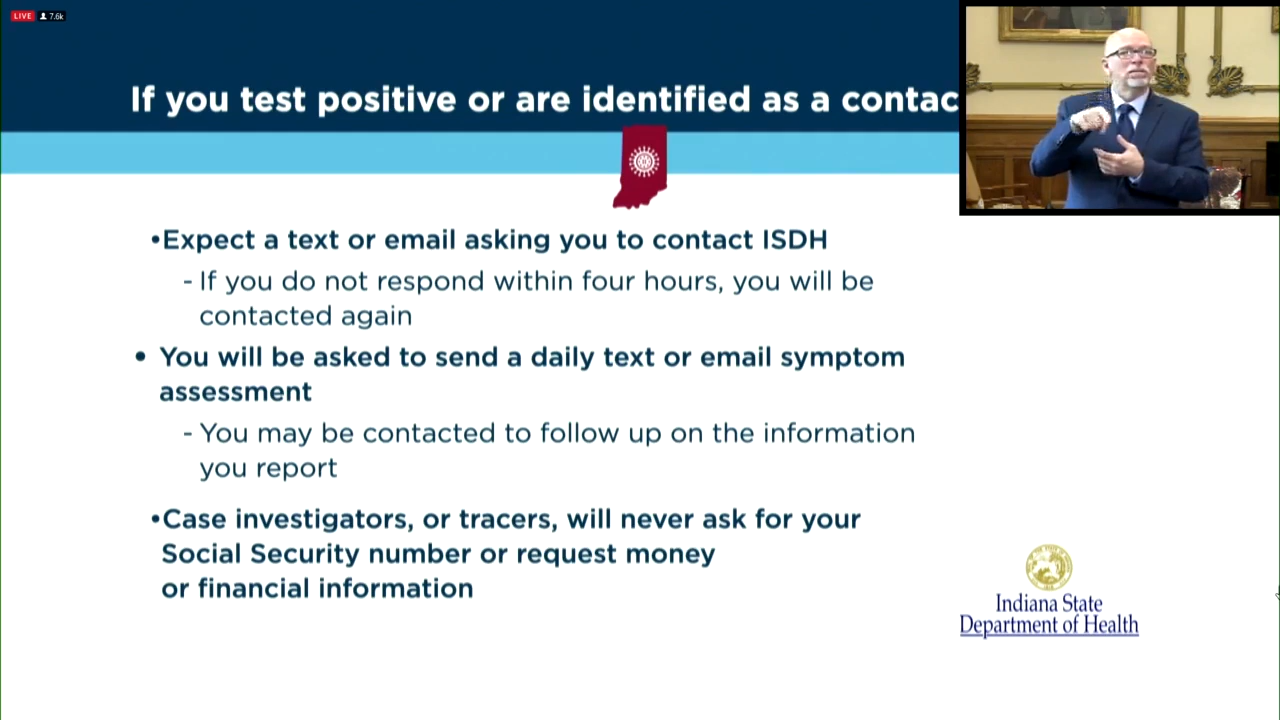 LIVE 7.6k
If you test positive or are identified as a contac
•Expect a text or email asking you to contact ISDH
- If you do not respond within four hours, you will be
contacted again
• You will be asked to send a daily text or email symptom
assessment
- You may be contacted to follow up on the information
you report
•Case investigators, or tracers, will never ask for your
Social Security number or request money
or financial information
Indiana State
Department of Health